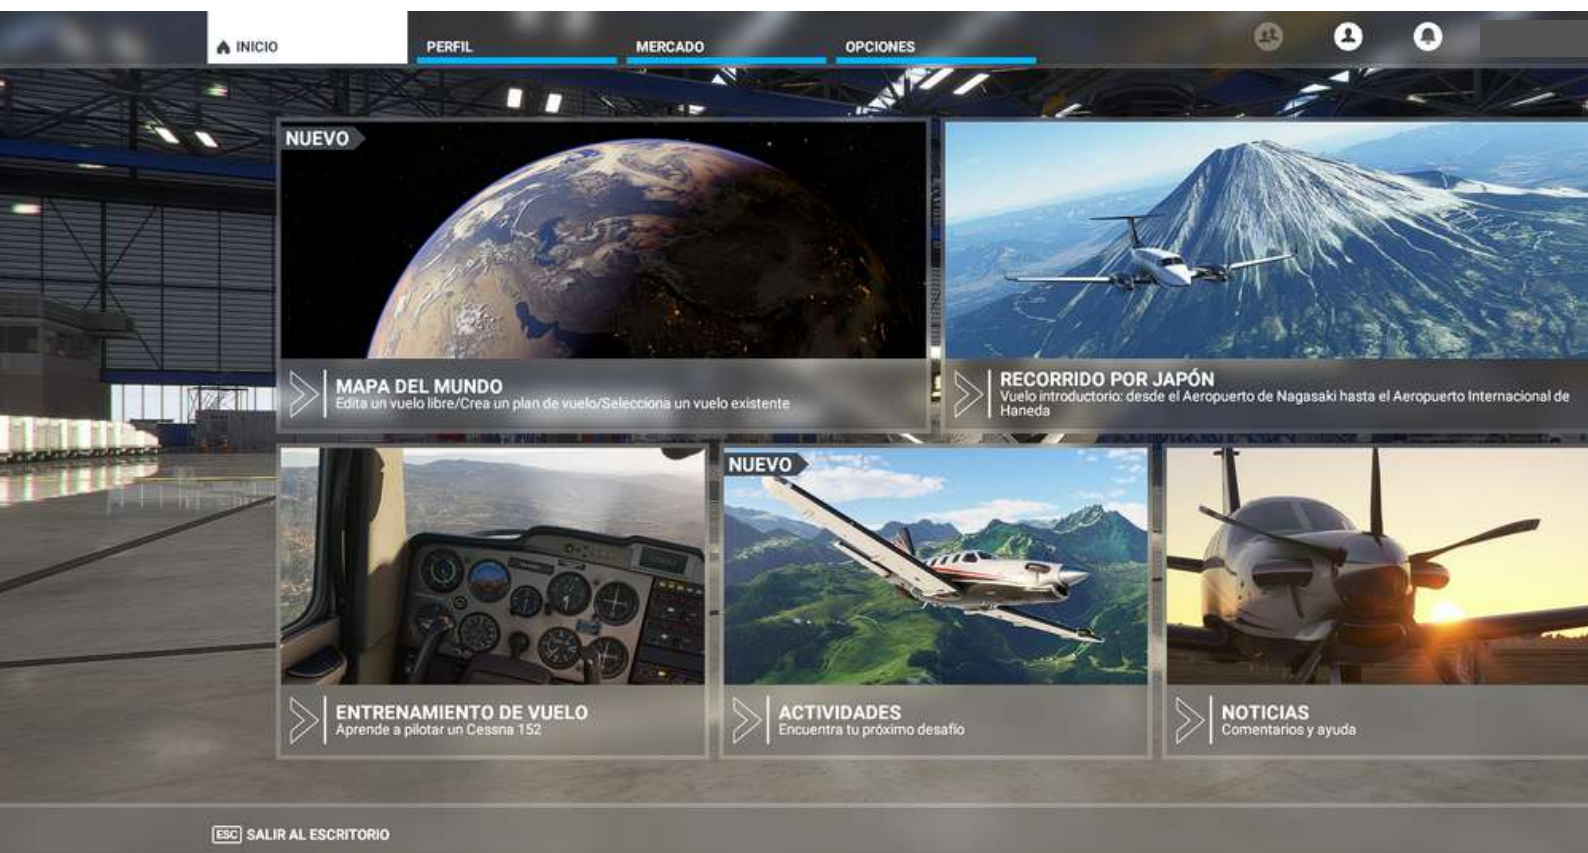 INICIO
PERFIL
MERCADO
OPCIONES
NUEVO
MAPA DEL MUNDO
Edita un vuelo libre/Crea un plan de vuelo/Selecciona un vuelo existente
RECORRIDO POR JAPÓN
Vuelo introductorio: desde el Aeropuerto de Nagasaki hasta el Aeropuerto Internacional de
Haneda
ENTRENAMIENTO DE VUELO
Aprende a pilotar un Cessna 152
NUEVO
ACTIVIDADES
Encuentra tu próximo desafío
NOTICIAS
Comentarios y ayuda
ESC SALIR AL ESCRITORIO